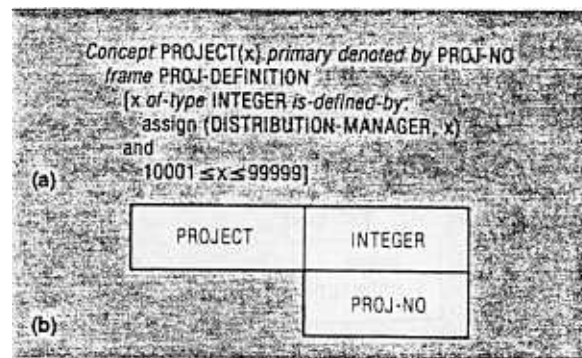 Concept PROJECT(x) primary denoted by PROJ-NO
frame PROJ-DEFINITION
[x of-type INTEGER is-defined-by:
assign (DISTRIBUTION-MANAGER, x)
and
(a) 10001 ≤ x ≤ 99999]
PROJECT INTEGER
PROJ-NO
(b)